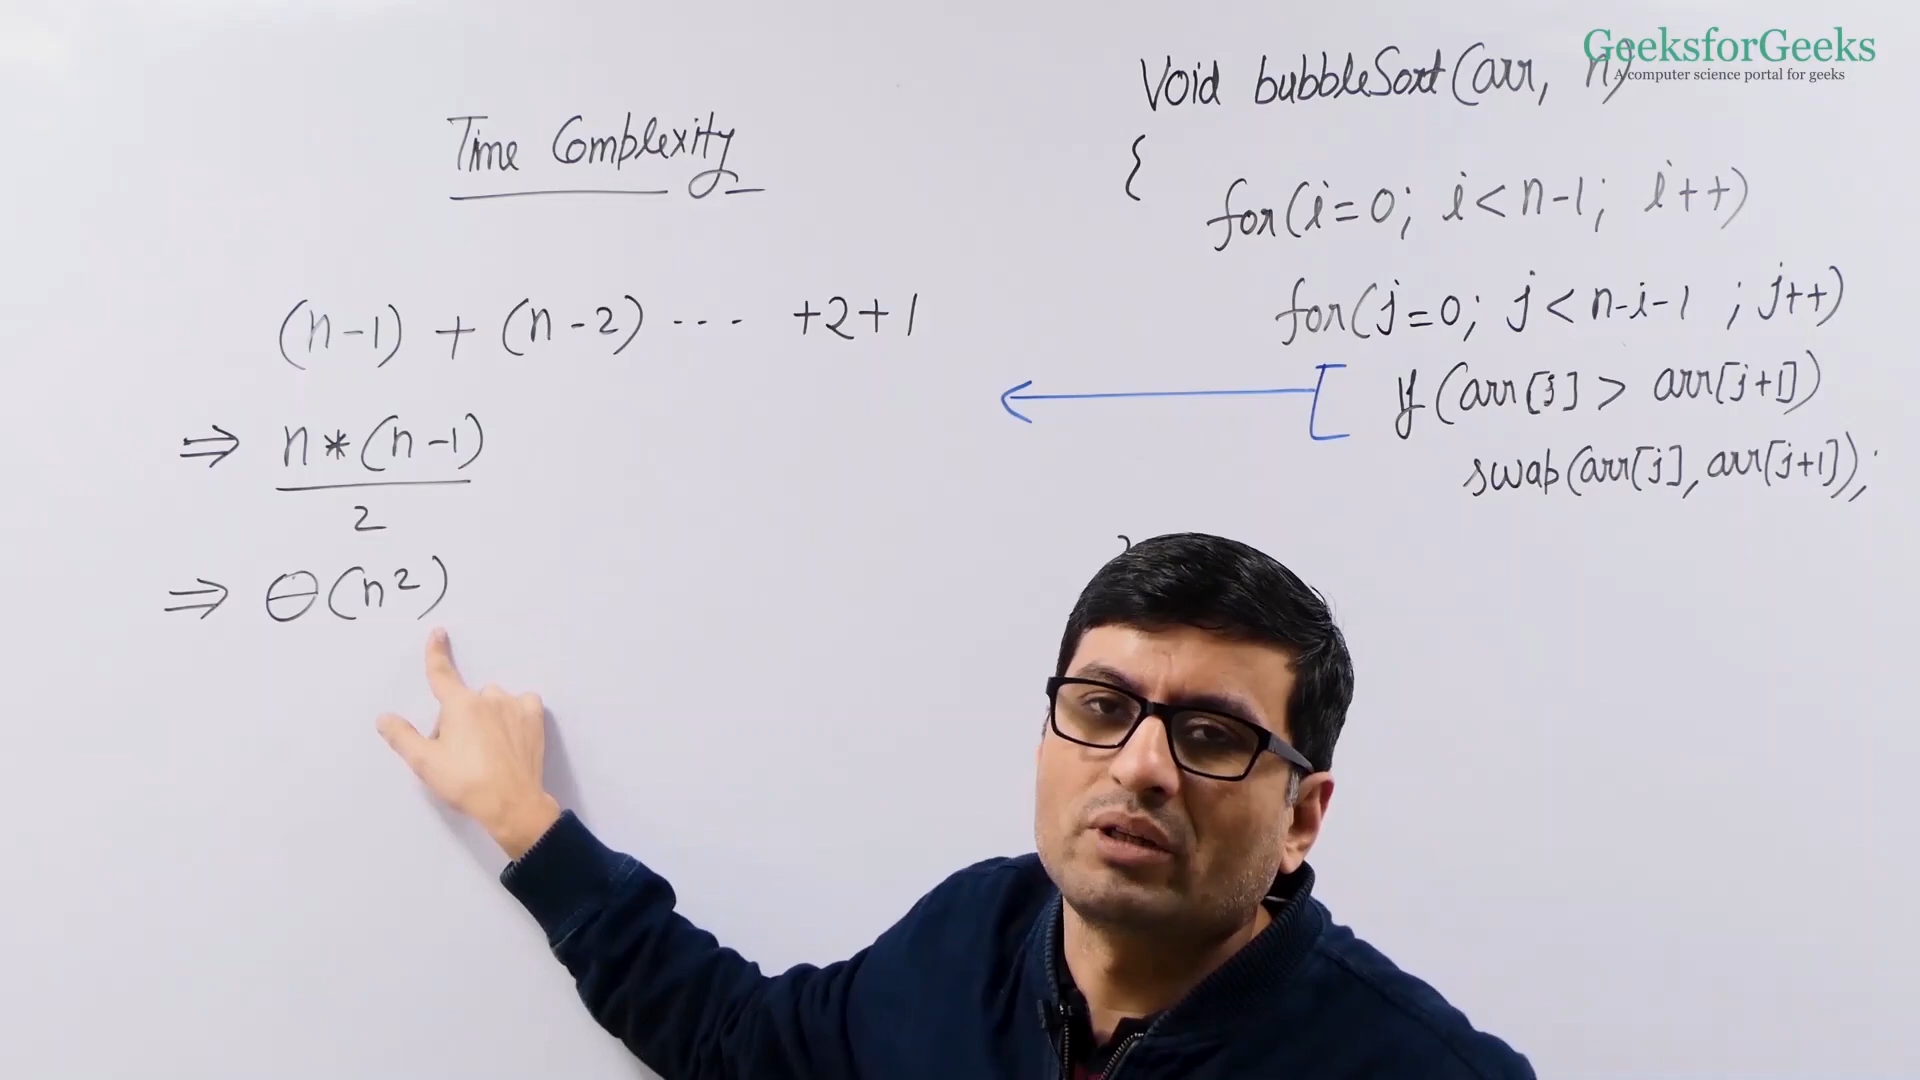 GeeksforGeeks
A computer science portal for geeks
Time Complexity
(n-1) + (n-2) --- +2+1
⇒ n*(n-1)
2
⇒ θ(n²)
Void bubbleSort(arr, n)
{
for(i=0; i<n-1; i++)
for(j=0; j<n-i-1 ; j++)
if(arr[j] > arr[j+1])
swap(arr[j], arr[j+1]);